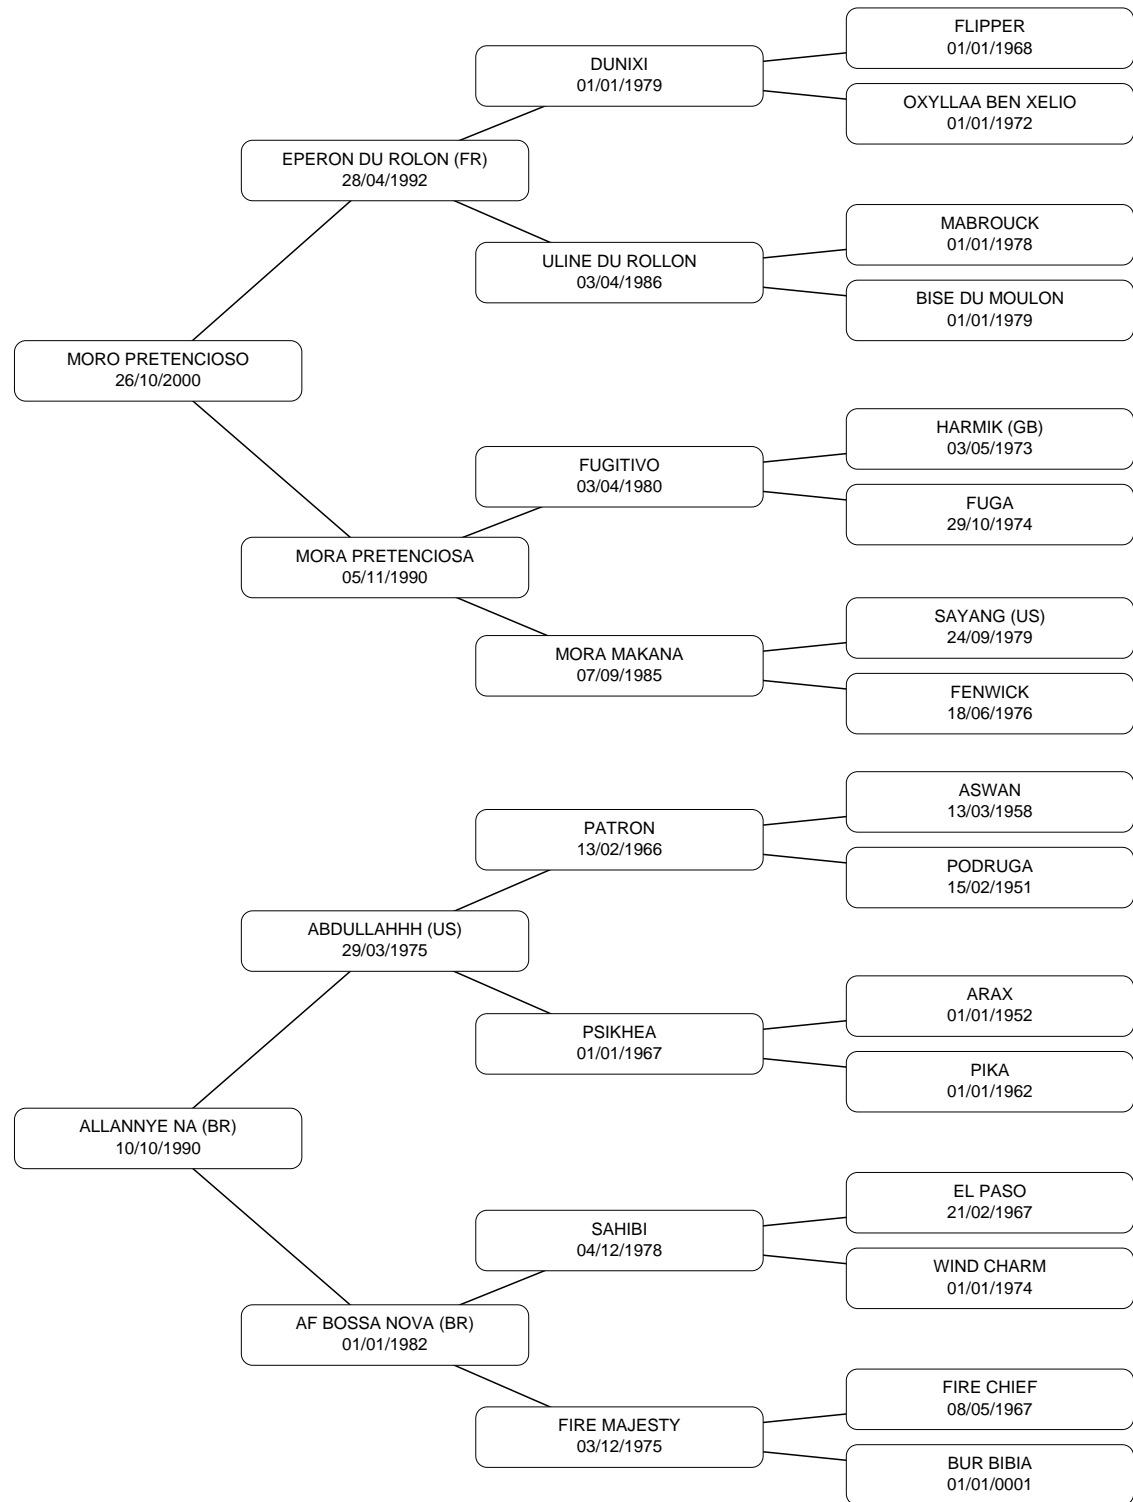 FLIPPER
01/01/1968
DUNIXI
01/01/1979
OXYLLAA BEN XELIO
01/01/1972
EPERON DU ROLON (FR)
28/04/1992
MABROUCK
01/01/1978
ULINE DU ROLLON
03/04/1986
BISE DU MOULON
01/01/1979
MORO PRETENCIOSO
26/10/2000
HARMIK (GB)
03/05/1973
FUGITIVO
03/04/1980
FUGA
29/10/1974
MORA PRETENCIOSA
05/11/1990
SAYANG (US)
24/09/1979
MORA MAKANA
07/09/1985
FENWICK
18/06/1976
ASWAN
13/03/1958
PATRON
13/02/1966
PODRUGA
15/02/1951
ABDULLAHHH (US)
29/03/1975
ARAX
01/01/1952
PSIKHEA
01/01/1967
PIKA
01/01/1962
ALLANNYE NA (BR)
10/10/1990
EL PASO
21/02/1967
SAHIBI
04/12/1978
WIND CHARM
01/01/1974
AF BOSSA NOVA (BR)
01/01/1982
FIRE CHIEF
08/05/1967
FIRE MAJESTY
03/12/1975
BUR BIBIA
01/01/0001